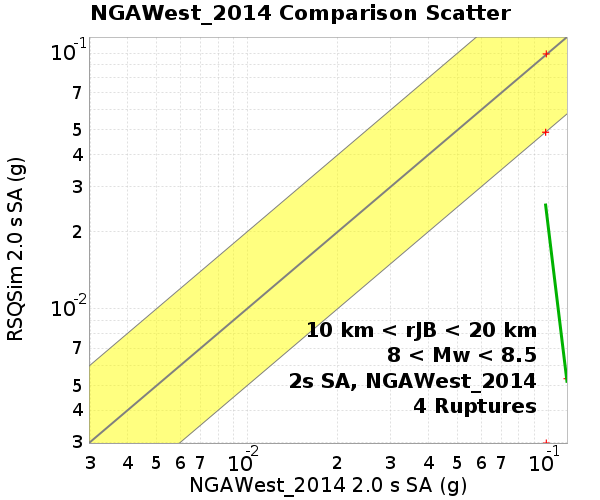 NGAWest_2014 Comparison Scatter
RSQSim 2.0 s SA (g)
10⁻¹
7
5
4
3
2
10⁻²
7
5
4
3
10 km < rJB < 20 km
8 < Mw < 8.5
2s SA, NGAWest_2014
4 Ruptures
3 4 5 6 7 10⁻² 2 3 4 5 6 7 10⁻¹
NGAWest_2014 2.0 s SA (g)